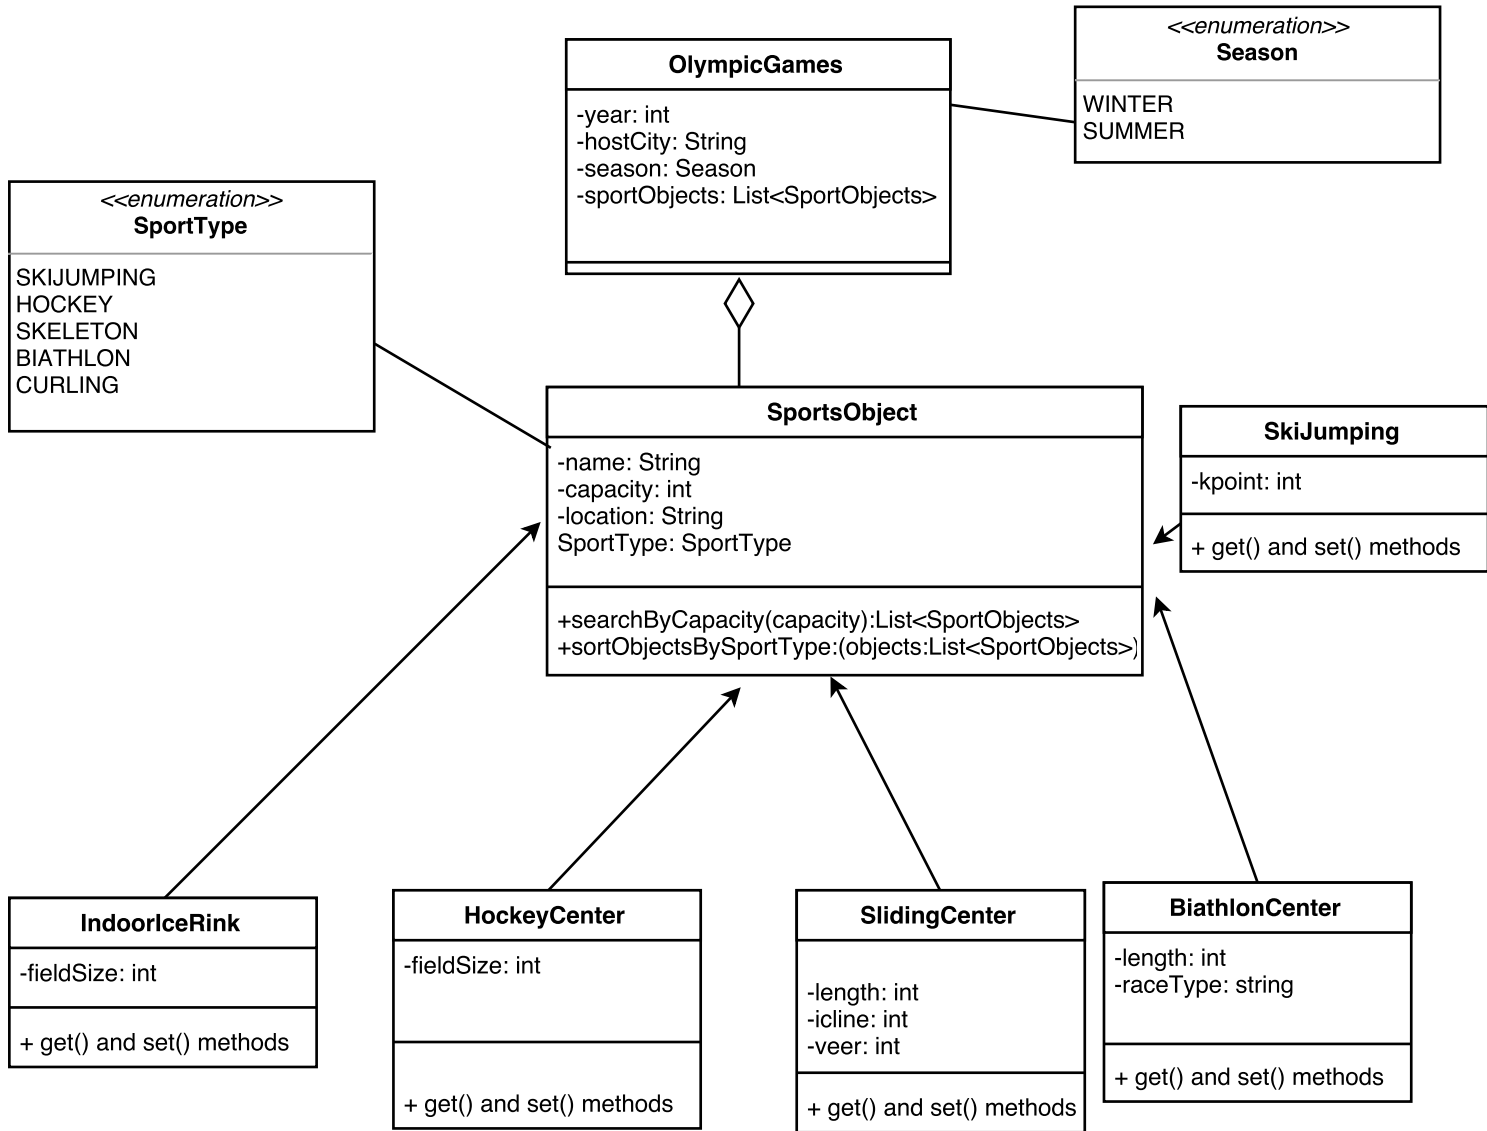 <<enumeration>>
Season
WINTER
SUMMER
OlympicGames
-year: int
-hostCity: String
-season: Season
-sportObjects: List<SportObjects>
<<enumeration>>
SportType
SKIJUMPING
HOCKEY
SKELETON
BIATHLON
CURLING
SportsObject
-name: String
-capacity: int
-location: String
SportType: SportType
+searchByCapacity(capacity):List<SportObjects>
+sortObjectsBySportType:(objects:List<SportObjects>)
SkiJumping
-kpoint: int
+ get() and set() methods
IndoorIceRink
-fieldSize: int
+ get() and set() methods
HockeyCenter
-fieldSize: int
+ get() and set() methods
SlidingCenter
-length: int
-icline: int
-veer: int
+ get() and set() methods
BiathlonCenter
-length: int
-raceType: string
+ get() and set() methods